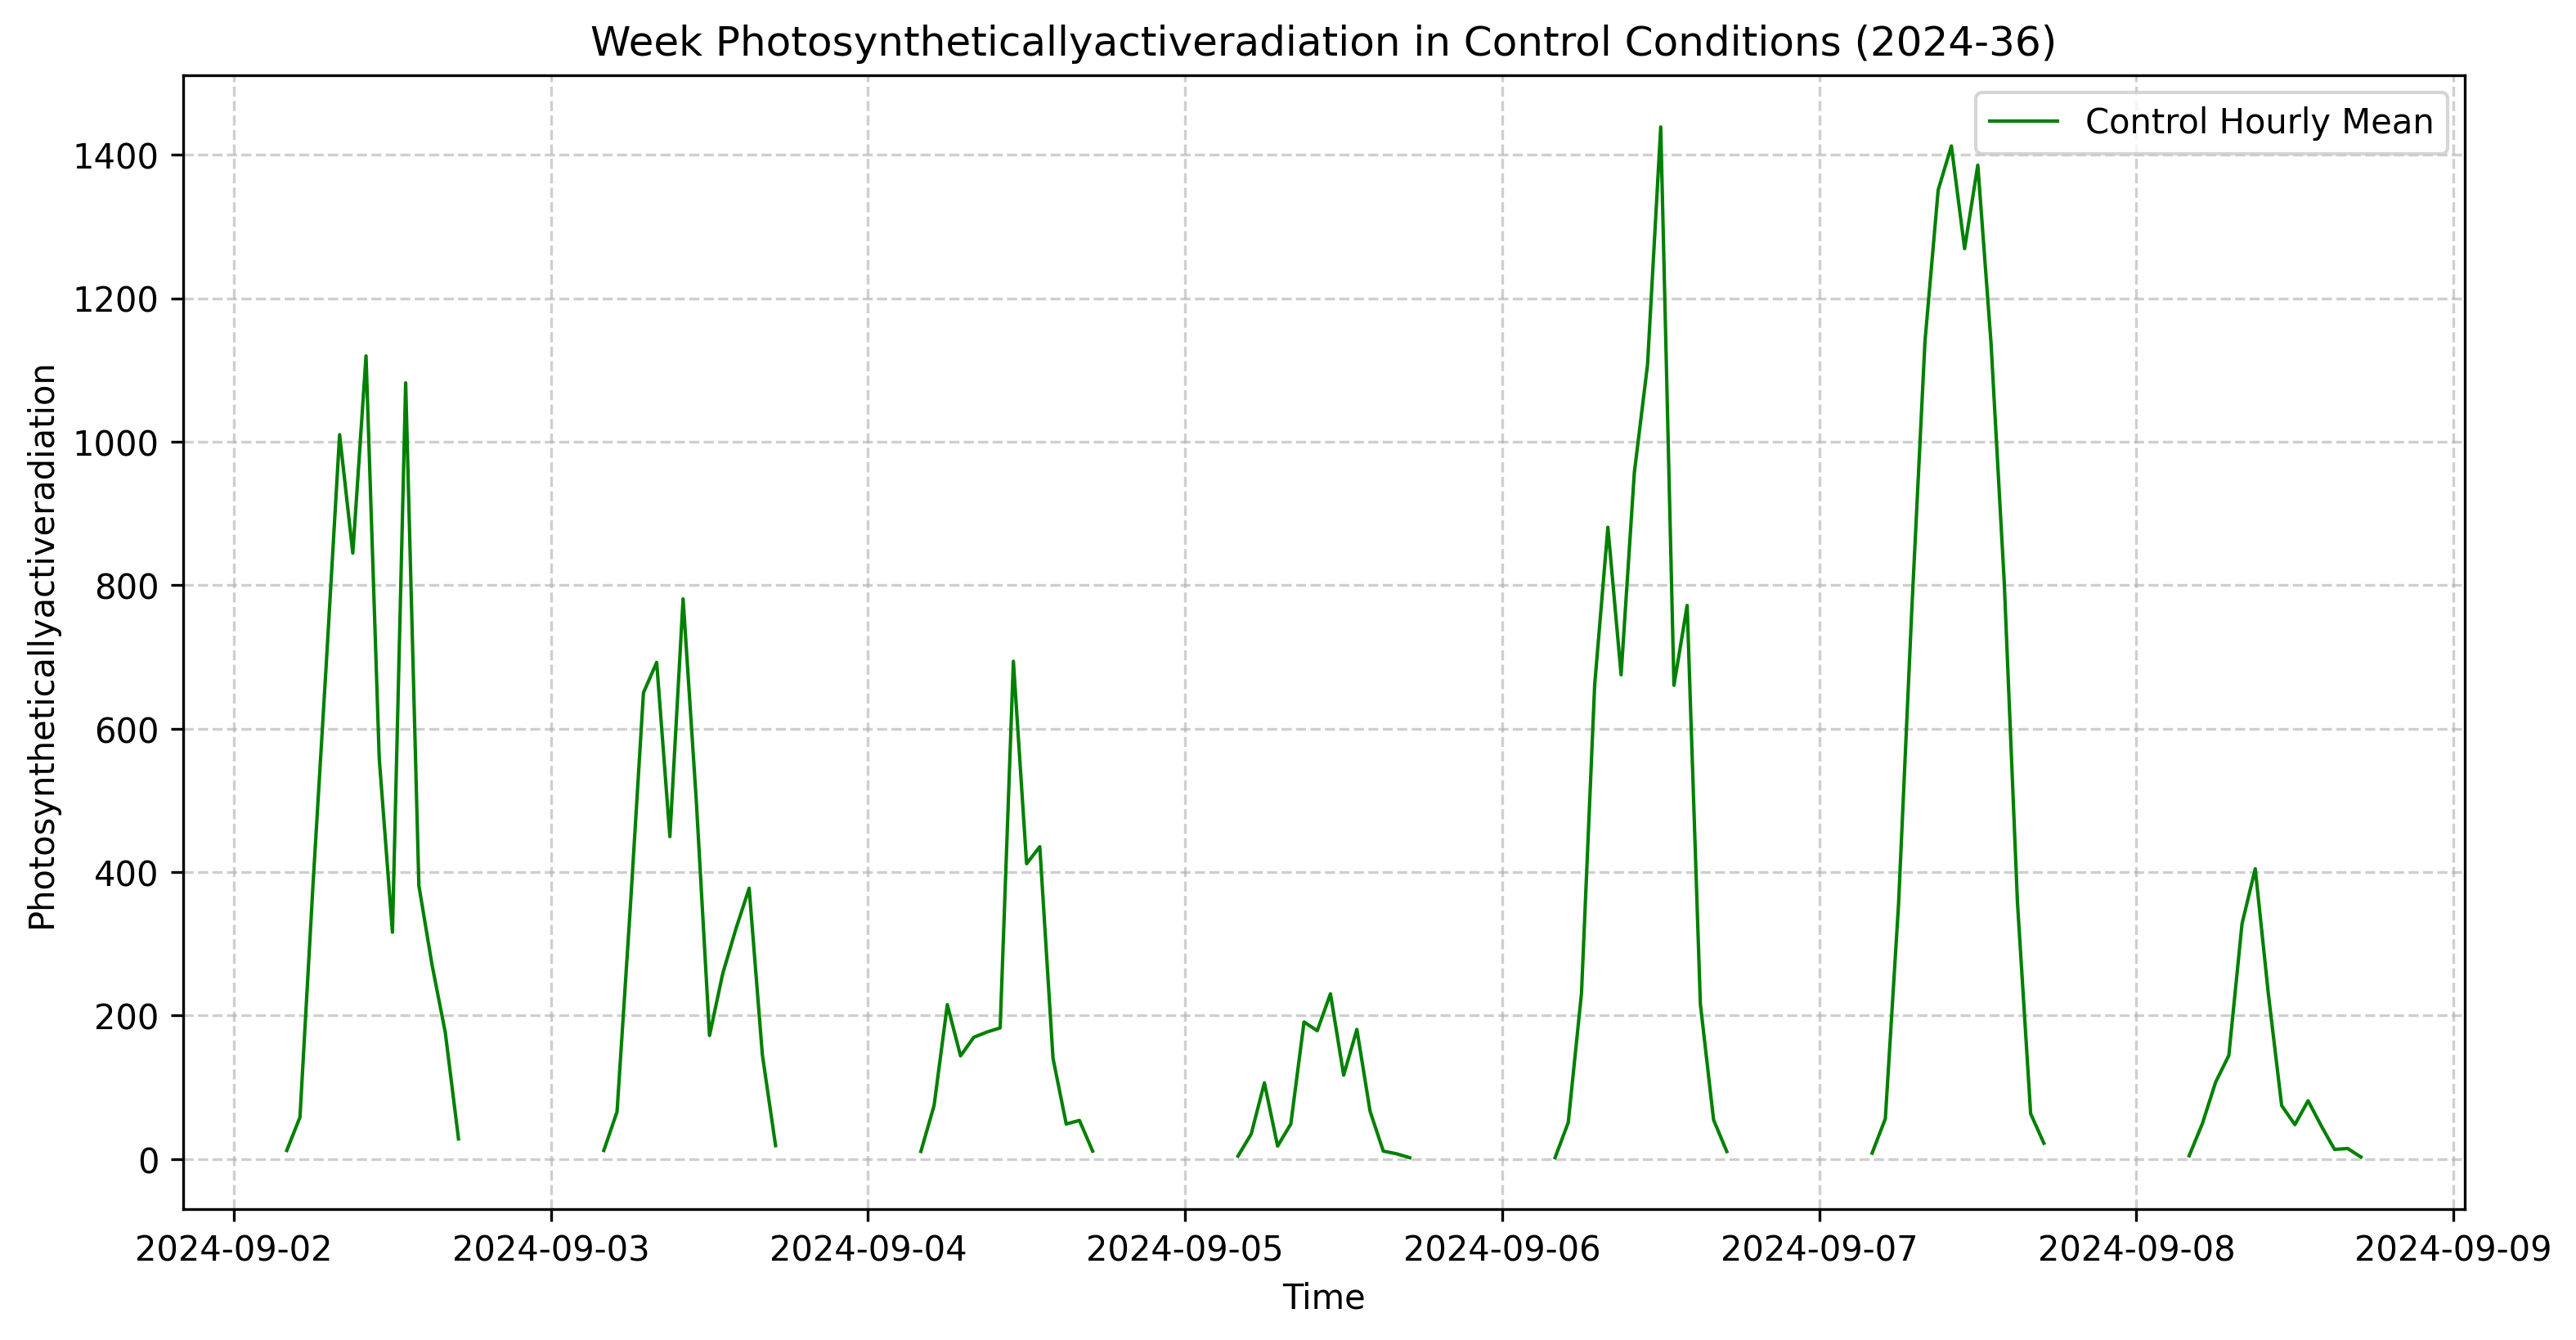 Week Photosyntheticallyactiveradiation in Control Conditions (2024-36)
Control Hourly Mean
Photosyntheticallyactiveradiation
1400
1200
1000
800
600
400
200
0
2024-09-02 2024-09-03 2024-09-04 2024-09-05 2024-09-06 2024-09-07 2024-09-08 2024-09-09
Time